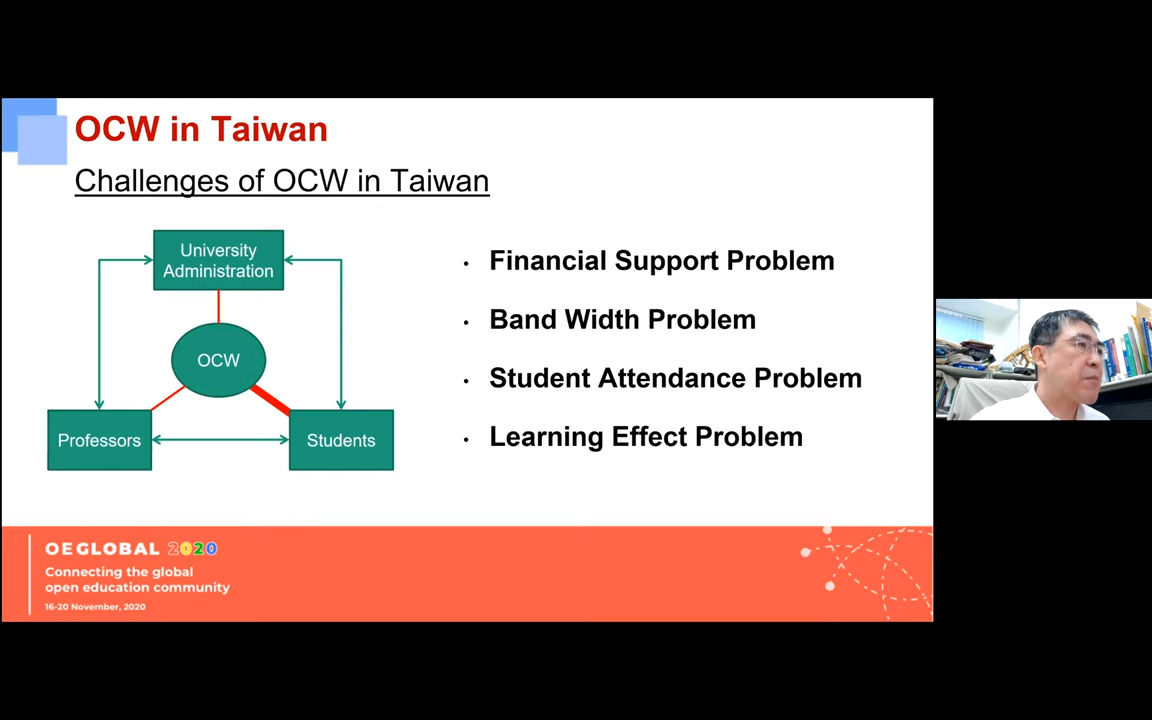 OCW in Taiwan
Challenges of OCW in Taiwan
University
Administration
OCW
Professors
Students
• Financial Support Problem
• Band Width Problem
• Student Attendance Problem
• Learning Effect Problem
OEGLOBAL 2020
Connecting the global
open education community
16-20 November, 2020